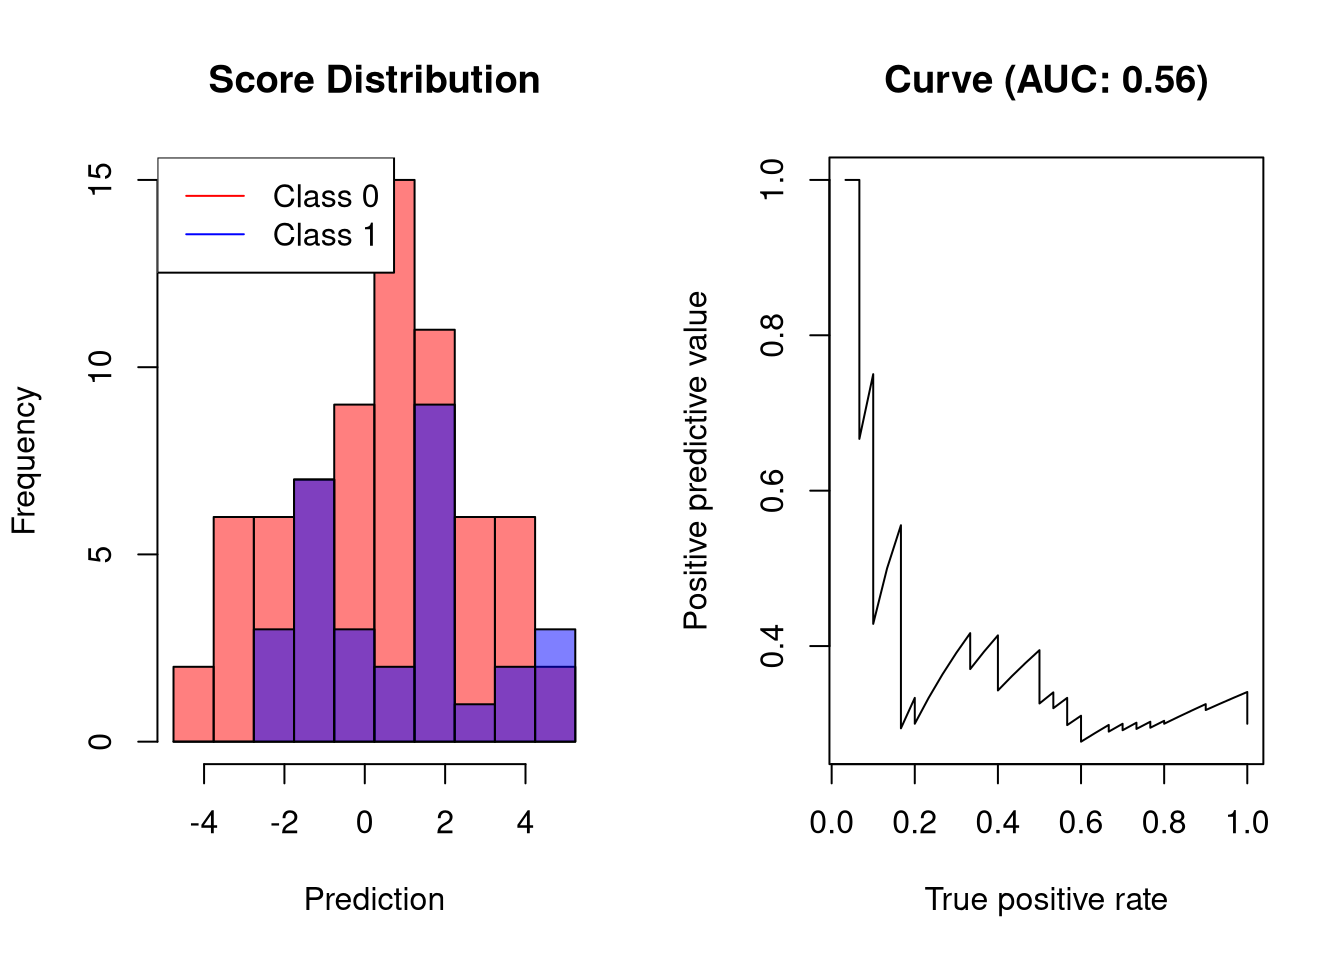 Score Distribution
Class 0
Class 1
Frequency
0
5
10
15
-4
-2
0
2
4
Prediction
Curve (AUC: 0.56)
Positive predictive value
0.4
0.6
0.8
1.0
0.0
0.2
0.4
0.6
0.8
1.0
True positive rate